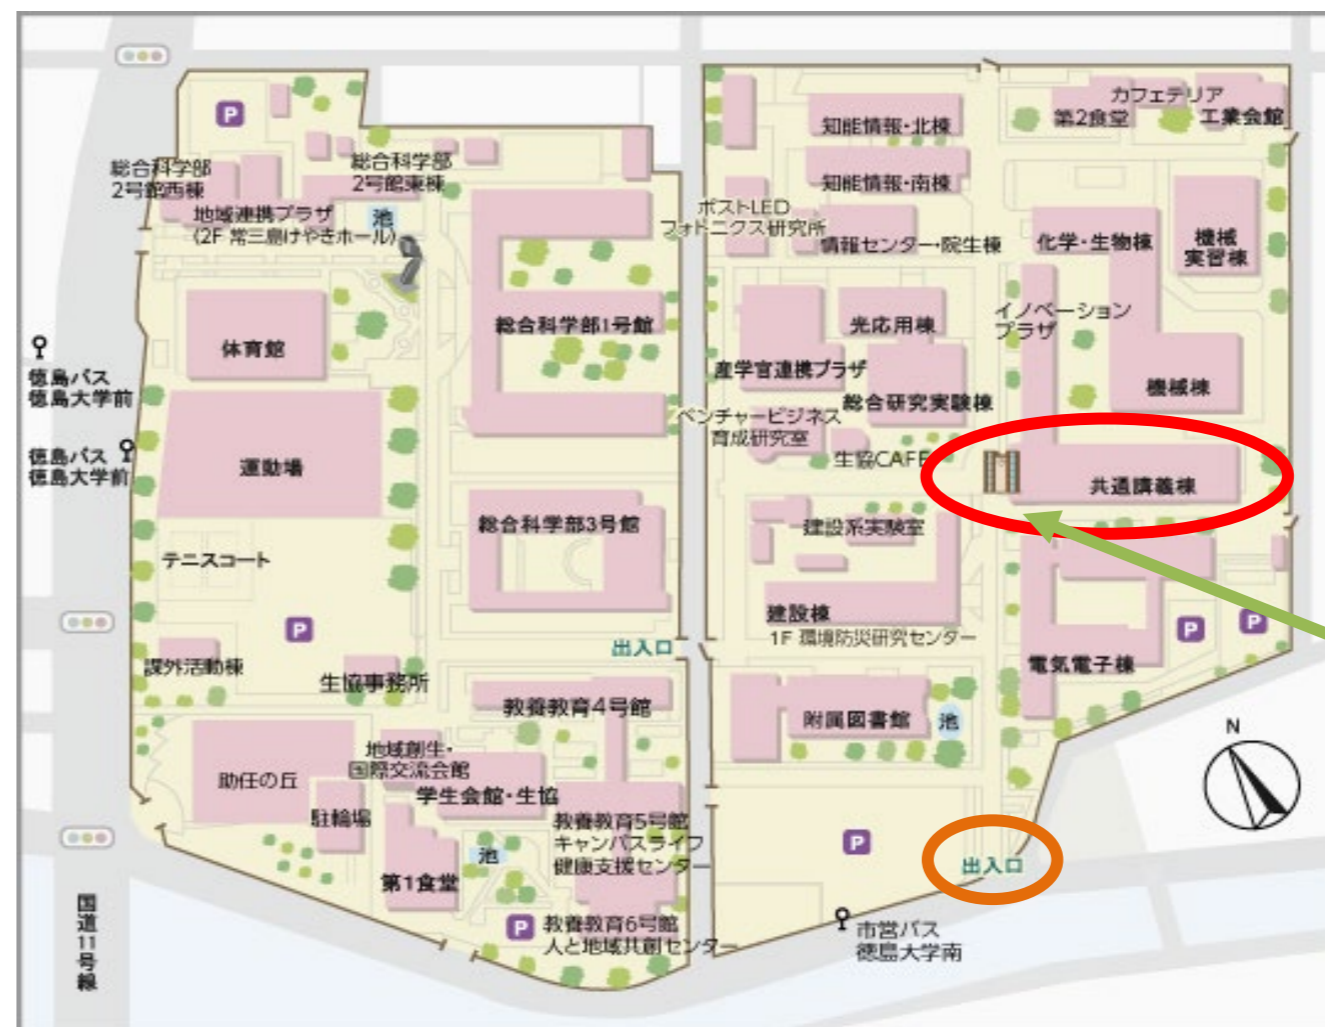 P
総合科学部
2号館西棟
総合科学部
2号館東棟
地域連携プラザ
(2F 常三島けやきホール)
池
体育館
総合科学部1号館
徳島バス
徳島大学前
徳島バス
徳島大学前
運動場
総合科学部3号館
テニスコート
P
課外活動棟
生協事務所
出入口
教養教育4号館
助任の丘
地域創生・
国際交流会館
学生会館・生協
駐輪場
教養教育5号館
キャンパスライフ
健康支援センター
池
第1食堂
P
教養教育6号館
人と地域共創センター
国道11号線
知能情報・北棟
知能情報・南棟
カフェテリア
第2食堂
工業会館
ポストLED
フォトニクス研究所
情報センター・院生棟
化学・生物棟
機械
実習棟
イノベーション
プラザ
光応用棟
産学官連携プラザ
総合研究実験棟
機械棟
ベンチャービジネス
育成研究室
生協CAFE
共通講義棟
建設系実験室
建設棟
1F 環境防災研究センター
P
P
電気電子棟
附属図書館
池
N
P
出入口
市営バス
徳島大学南